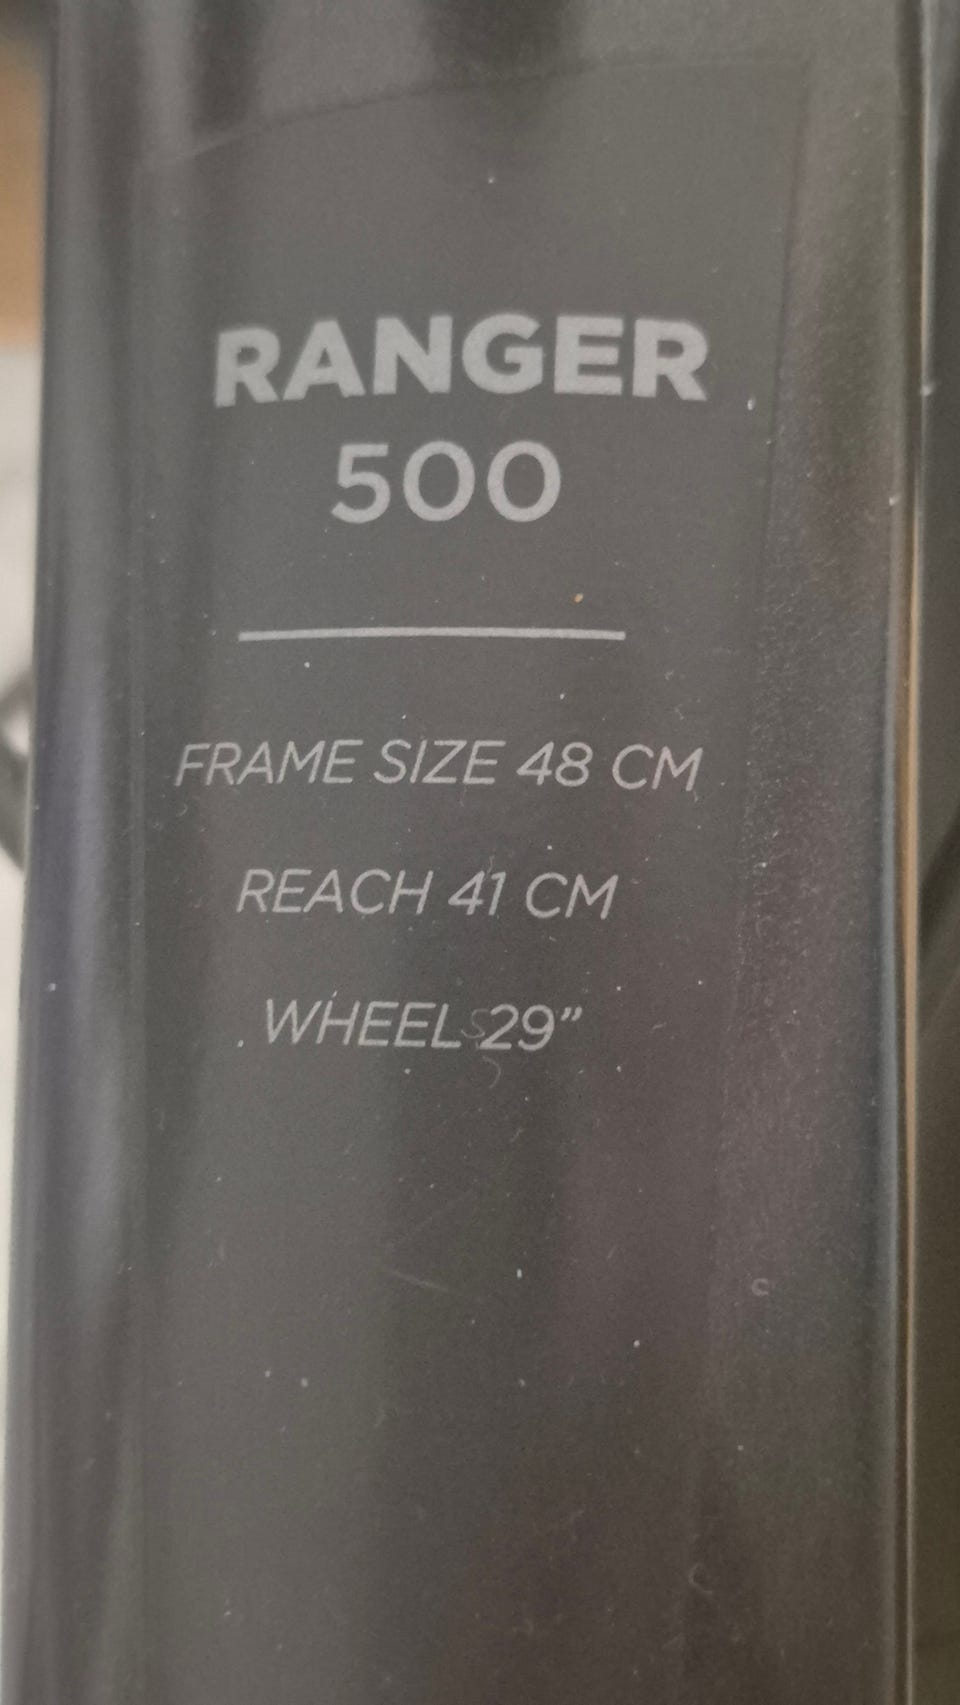 RANGER
500
FRAME SIZE 48 CM
REACH 41 CM
WHEEL 29”